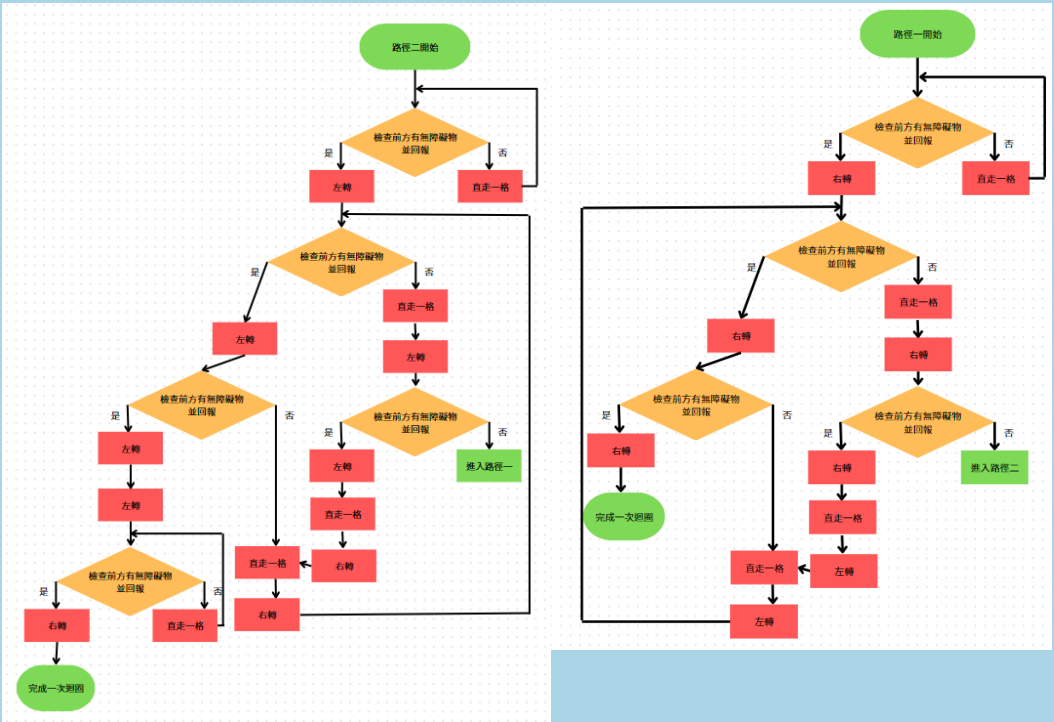 路徑二開始
檢查前方有無障礙物
並回報
是
否
左轉
直走一格
檢查前方有無障礙物
並回報
是
否
直走一格
左轉
左轉
檢查前方有無障礙物
並回報
是
否
檢查前方有無障礙物
並回報
是
否
左轉
左轉
進入路徑一
左轉
直走一格
直走一格
右轉
檢查前方有無障礙物
並回報
是
否
右轉
直走一格
右轉
完成一次迴圈
路徑一開始
檢查前方有無障礙物
並回報
是
否
右轉
直走一格
檢查前方有無障礙物
並回報
是
否
直走一格
右轉
右轉
檢查前方有無障礙物
並回報
是
否
檢查前方有無障礙物
並回報
是
否
右轉
右轉
進入路徑二
完成一次迴圈
直走一格
直走一格
左轉
左轉